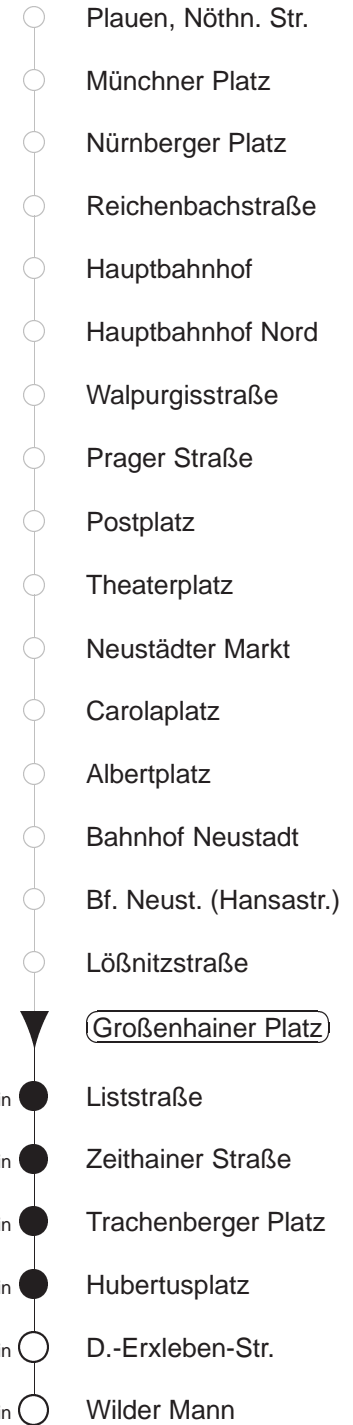 Plauen, Nöthn. Str.
Münchner Platz
Nürnberger Platz
Reichenbachstraße
Hauptbahnhof
Hauptbahnhof Nord
Walpurgisstraße
Prager Straße
Postplatz
Theaterplatz
Neustädter Markt
Carolaplatz
Albertplatz
Bahnhof Neustadt
Bf. Neust. (Hansastr.)
Lößnitzstraße
Großenhainer Platz
Liststraße
Zeithainer Straße
Trachenberger Platz
Hubertusplatz
D.-Erxleben-Str.
Wilder Mann